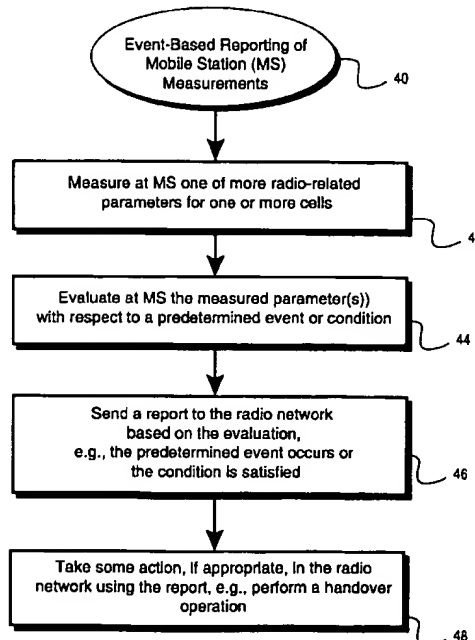 Event-Based Reporting of
Mobile Station (MS)
Measurements
40
Measure at MS one of more radio-related
parameters for one or more cells
4
Evaluate at MS the measured parameter(s))
with respect to a predetermined event or condition
44
Send a report to the radio network
based on the evaluation,
e.g., the predetermined event occurs or
the condition is satisfied
46
Take some action, if appropriate, in the radio
network using the report, e.g., perform a handover
operation
48